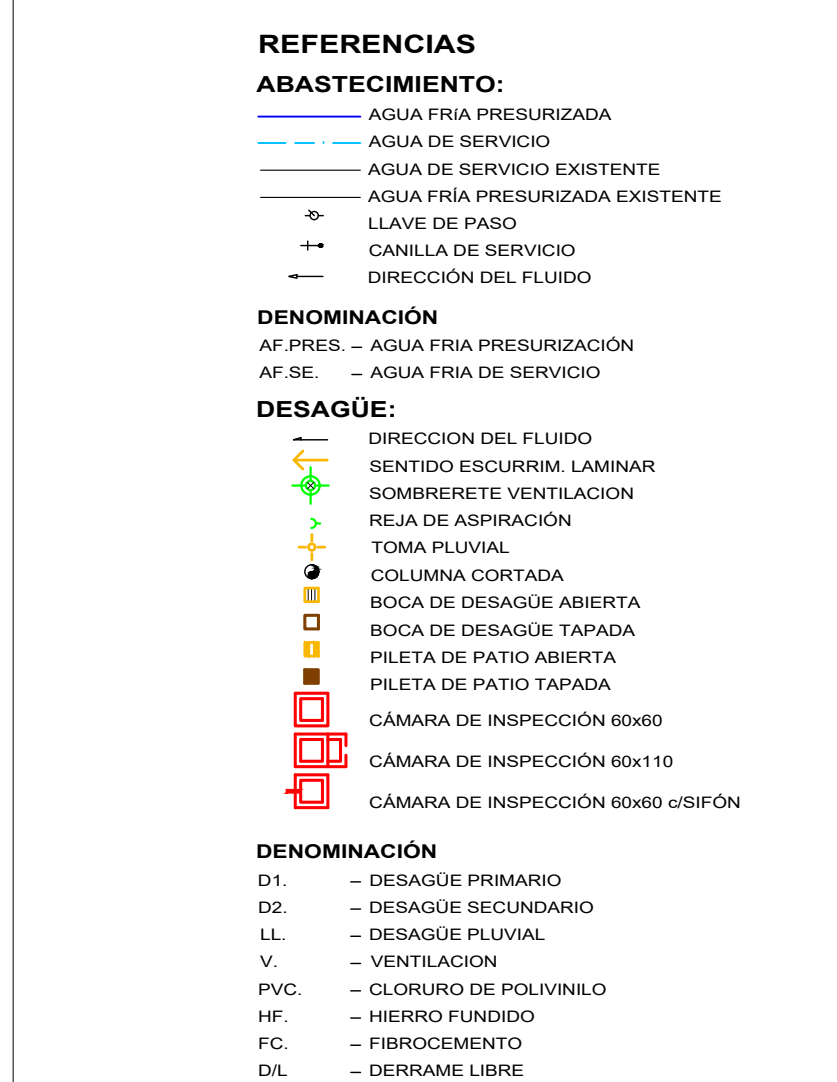 REFERENCIAS
ABASTECIMIENTO:
AGUA FRíA PRESURIZADA
AGUA DE SERVICIO
AGUA DE SERVICIO EXISTENTE
AGUA FRÍA PRESURIZADA EXISTENTE
LLAVE DE PASO
CANILLA DE SERVICIO
DIRECCIÓN DEL FLUIDO
DENOMINACIÓN
AF.PRES. – AGUA FRIA PRESURIZACIÓN
AF.SE. – AGUA FRIA DE SERVICIO
DESAGÜE:
DIRECCION DEL FLUIDO
SENTIDO ESCURRIM. LAMINAR
SOMBRERETE VENTILACION
REJA DE ASPIRACIÓN
TOMA PLUVIAL
COLUMNA CORTADA
BOCA DE DESAGÜE ABIERTA
BOCA DE DESAGÜE TAPADA
PILETA DE PATIO ABIERTA
PILETA DE PATIO TAPADA
CÁMARA DE INSPECCIÓN 60x60
CÁMARA DE INSPECCIÓN 60x110
CÁMARA DE INSPECCIÓN 60x60 c/SIFÓN
DENOMINACIÓN
D1. – DESAGÜE PRIMARIO
D2. – DESAGÜE SECUNDARIO
LL. – DESAGÜE PLUVIAL
V. – VENTILACION
PVC. – CLORURO DE POLIVINILO
HF. – HIERRO FUNDIDO
FC. – FIBROCEMENTO
D/L – DERRAME LIBRE